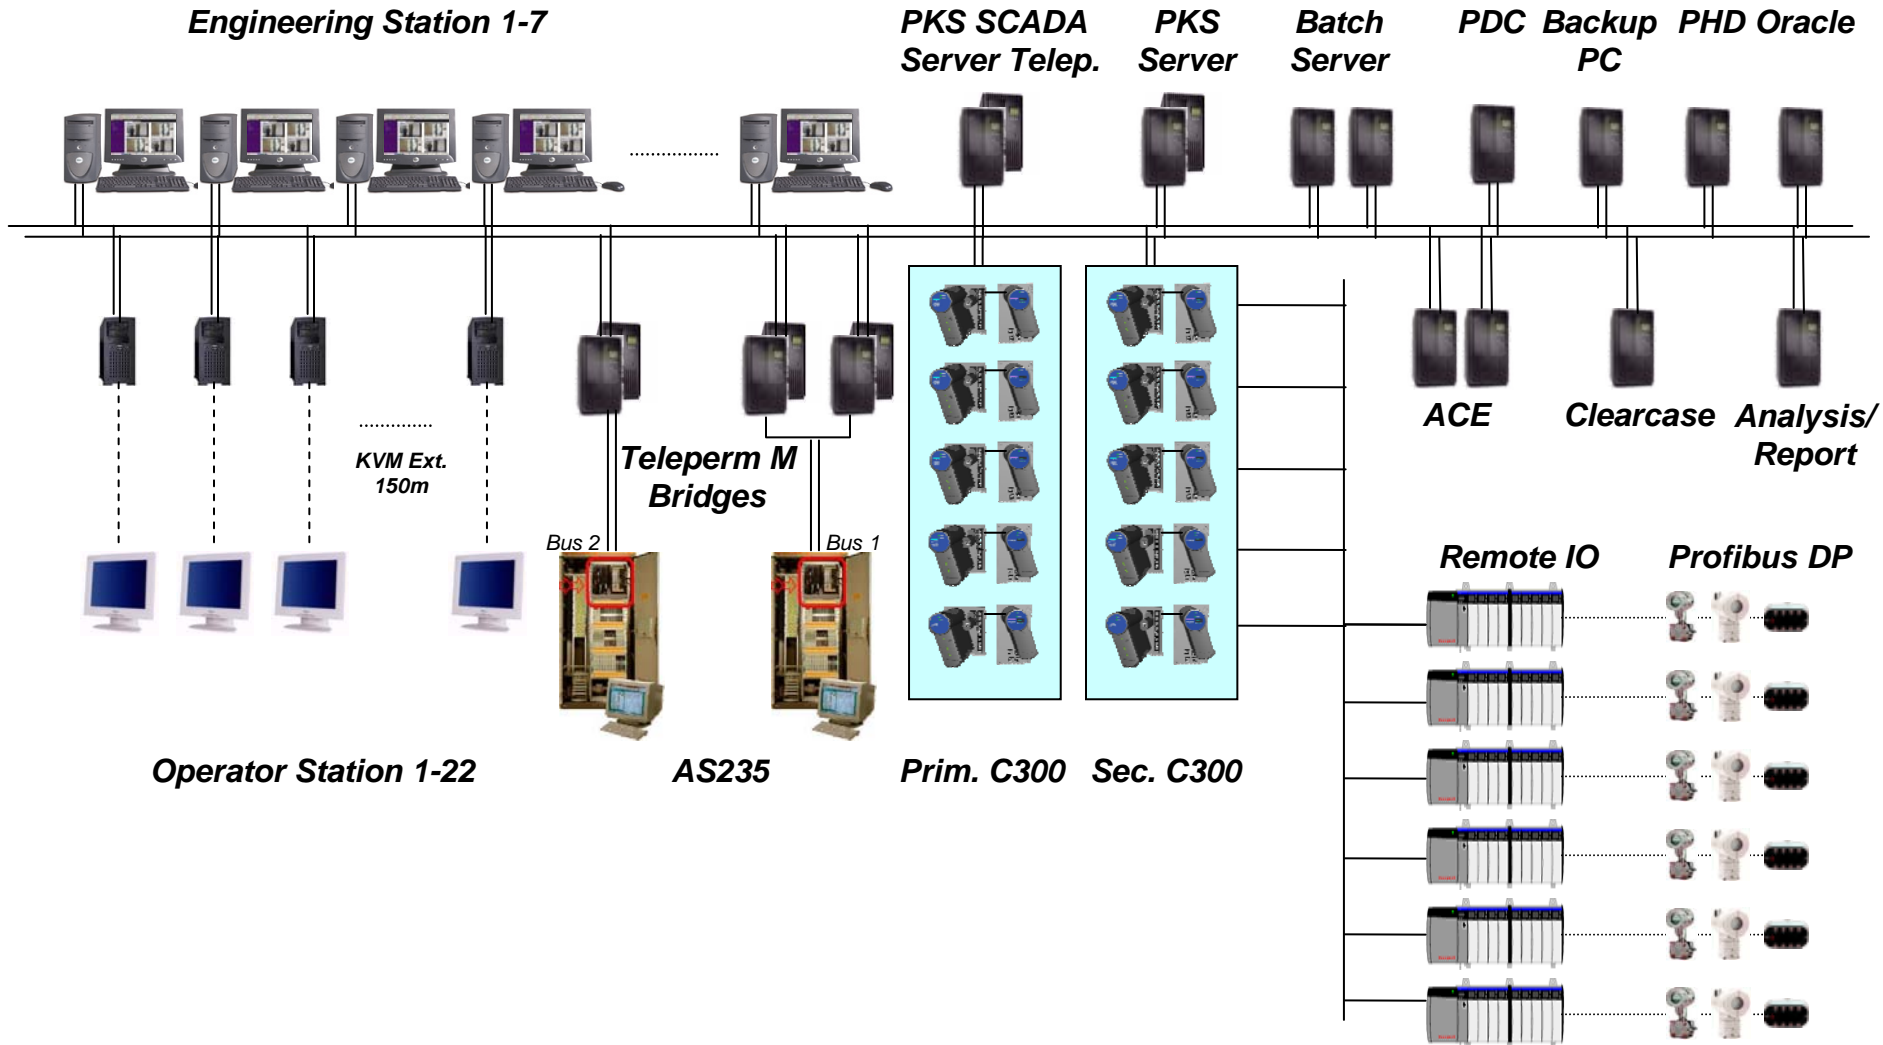 Engineering Station 1-7
PKS SCADA
Server Telep.
PKS
Server
Batch
Server
PDC
Backup
PC
PHD
Oracle
KVM Ext.
150m
Teleperm M
Bridges
Bus 2
Bus 1
ACE
Clearcase
Analysis/
Report
Remote IO
Profibus DP
Operator Station 1-22
AS235
Prim. C300
Sec. C300